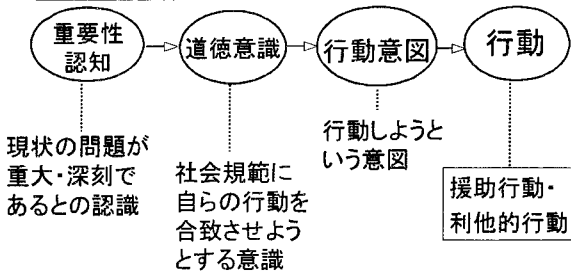 重要性
認知
道徳意識
行動意図
行動
現状の問題が
重大・深刻で
あるとの認識
社会規範に
自らの行動を
合致させよう
とする意識
行動しようと
いう意図
援助行動・
利他的行動